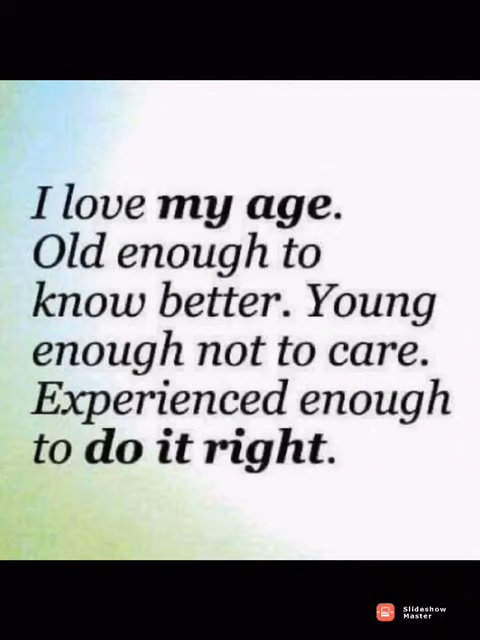 I love my age.
Old enough to
know better. Young
enough not to care.
Experienced enough
to do it right.
Slideshow
Master